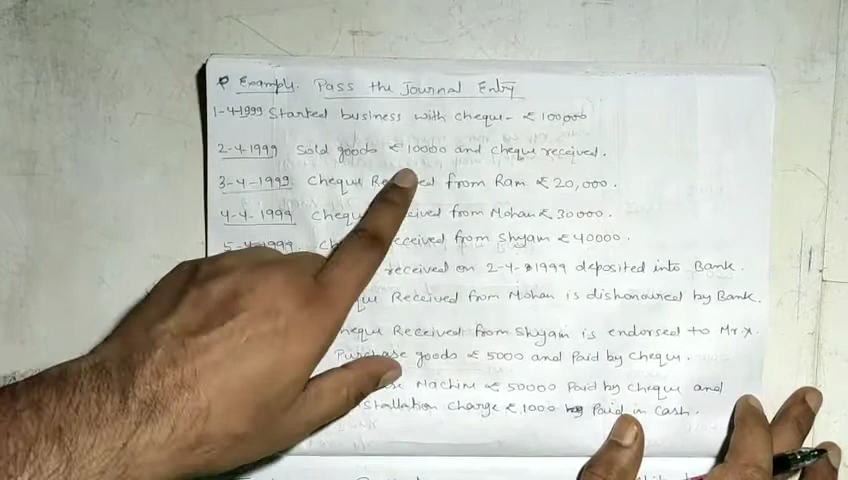 Example. Pass the Journal Entry
1-4-1999 Started business with cheque- ₹ 100000
2-4-1999 Sold goods ₹ 10000 and cheque received.
3-4-1999. Cheque Received from Ram ₹ 20,000.
4-4-1999 from Mohan ₹ 30000.
5-4-1999. from Shyam ₹ 40000.
received on 2-4-1999 deposited into Bank.
Received from Mohan is dishonoured by Bank.
Cheque Received from Shyam is endorsed to Mr. X.
Purchase goods ₹ 5000 and Paid by cheque.
Machine ₹ 50000 Paid by cheque and
Charge ₹ 1000 Paid in cash.